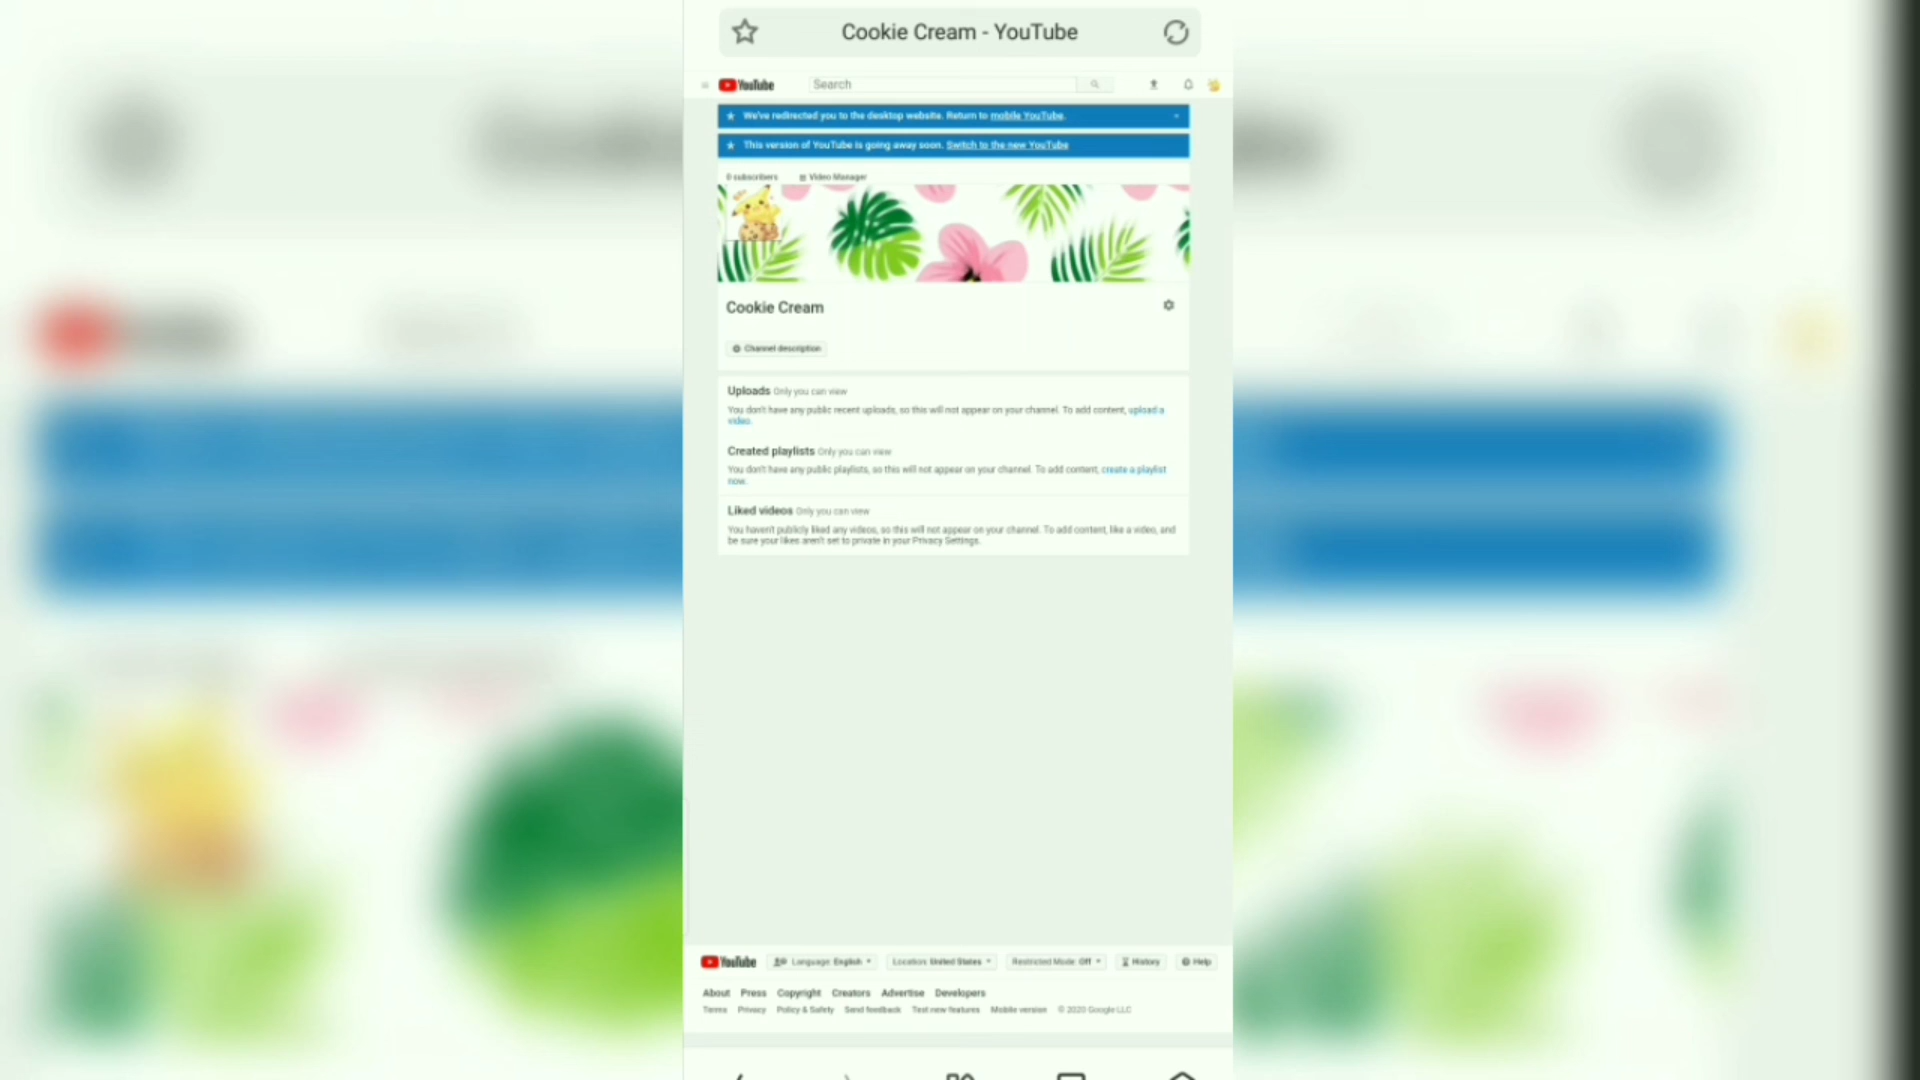 Cookie Cream - YouTube
YouTube
Search
We've redirected you to the desktop website. Return to mobile YouTube.
This version of YouTube is going away soon. Switch to the new YouTube
0 subscribers Video Manager
Cookie Cream
Channel description
Uploads Only you can view
You don't have any public recent uploads, so this will not appear on your channel. To add content, upload a
video.
Created playlists Only you can view
You don't have any public playlists, so this will not appear on your channel. To add content, create a playlist
now.
Liked videos Only you can view
You haven't publicly liked any videos, so this will not appear on your channel. To add content, like a video, and
be sure your likes aren't set to private in your Privacy Settings.
YouTube Language: English Location: United States Restricted Mode: Off History Help
About Press Copyright Creators Advertise Developers
Terms Privacy Policy & Safety Send feedback Test new features Mobile version © 2020 Google LLC